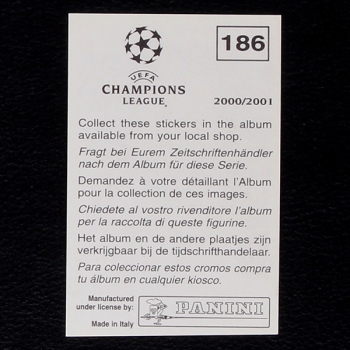 186
UEFA
CHAMPIONS
LEAGUE®
2000/2001
Collect these stickers in the album
available from your local shop.
Fragt bei Eurem Zeitschriftenhändler
nach dem Album für diese Serie.
Demandez à votre détaillant l'Album
pour la collection de ces images.
Chiedete al vostro rivenditore l'album
per la raccolta di queste figurine.
Het album en de andere plaatjes zijn
verkrijgbaar bij de tijdschrifthandelaar.
Para coleccionar estos cromos compra
tu álbum en cualquier kiosco.
Manufactured
under license by:
PANINI
Made in Italy